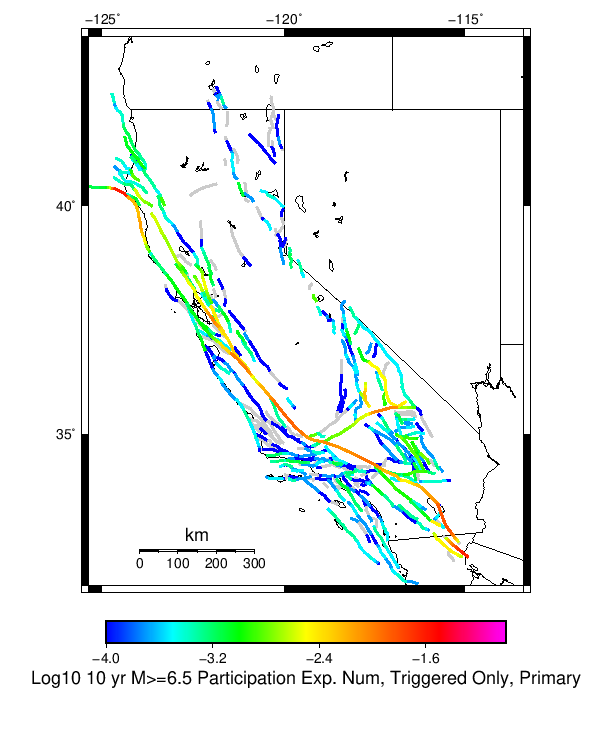 −125˚ −120˚ −115˚
40˚
35˚
km
0 100 200 300
−4.0 −3.2 −2.4 −1.6
Log10 10 yr M>=6.5 Participation Exp. Num, Triggered Only, Primary